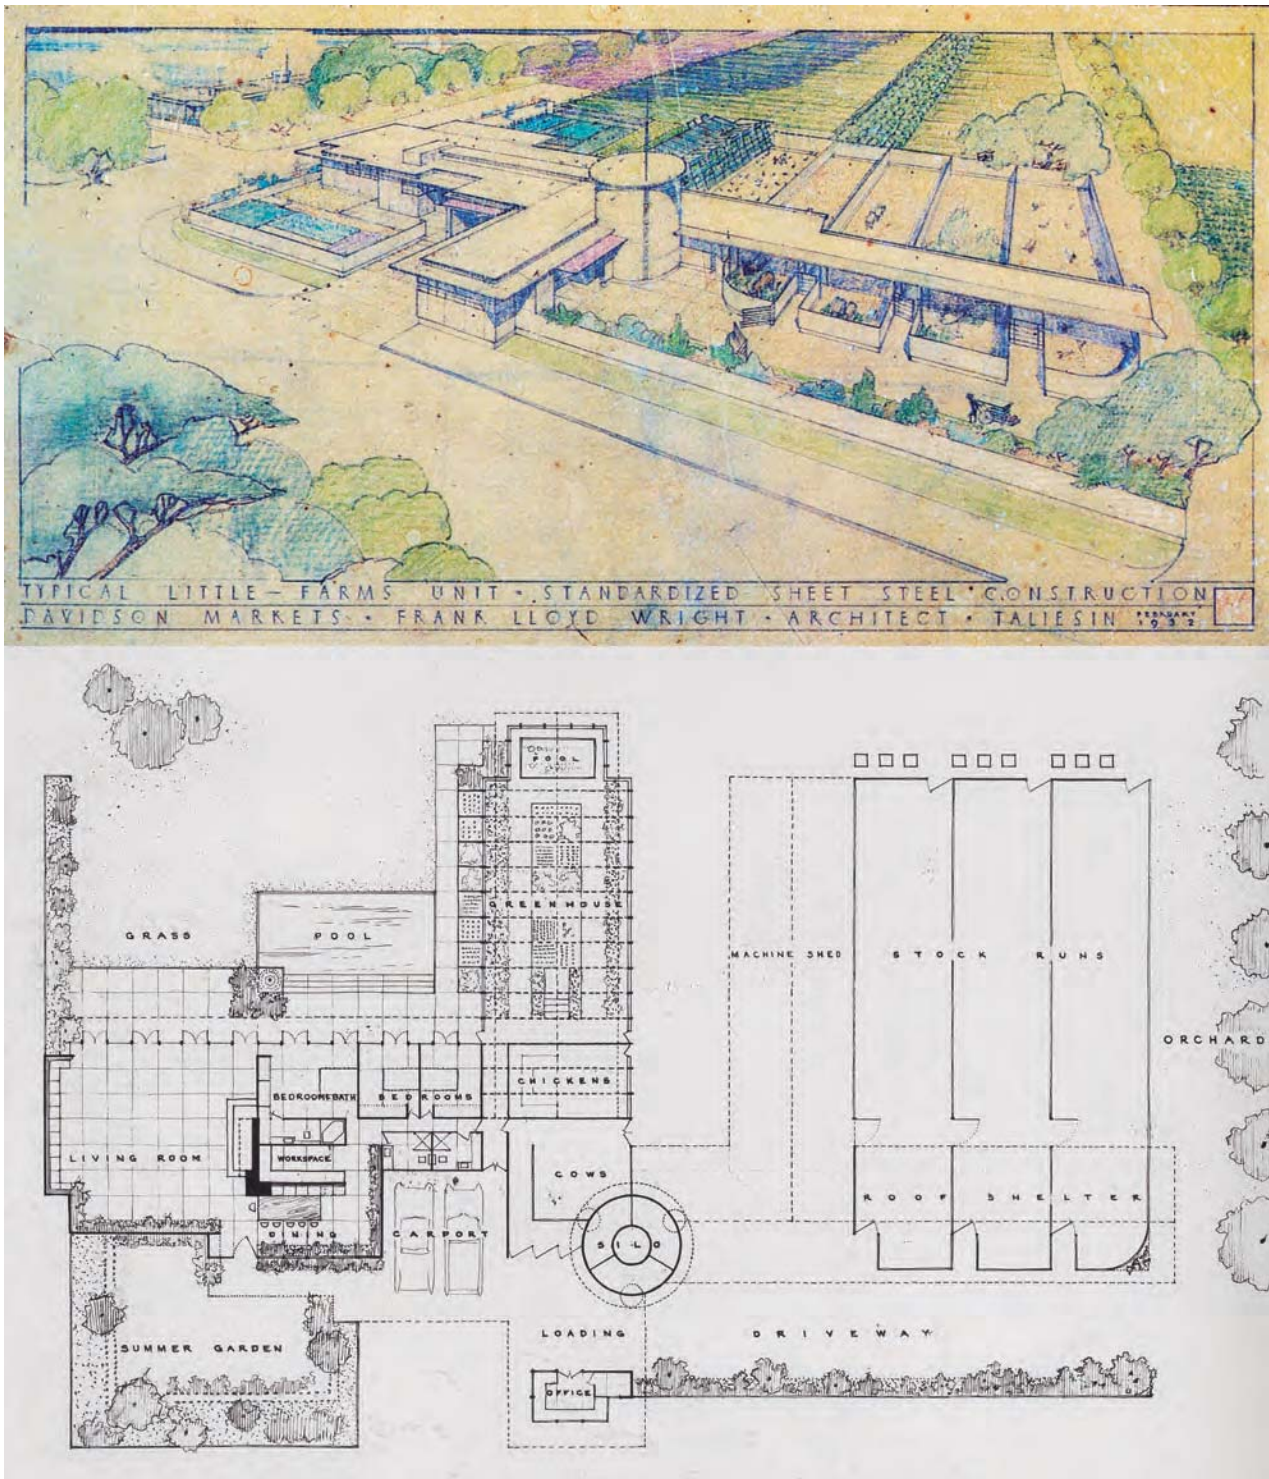 TYPICAL LITTLE – FARMS UNIT · STANDARDIZED SHEET STEEL CONSTRUCTION
DAVIDSON MARKETS · FRANK LLOYD WRIGHT · ARCHITECT · TALIESIN FEBRUARY 1932
POOL
GREENHOUSE
GRASS
POOL
MACHINE SHED
STOCK RUNS
ORCHARD
CHICKENS
BEDROOM BATH
BEDROOMS
LIVING ROOM
WORKSPACE
COWS
ROOF SHELTER
DINING
CARPORT
SILO
LOADING
DRIVEWAY
SUMMER GARDEN
OFFICE